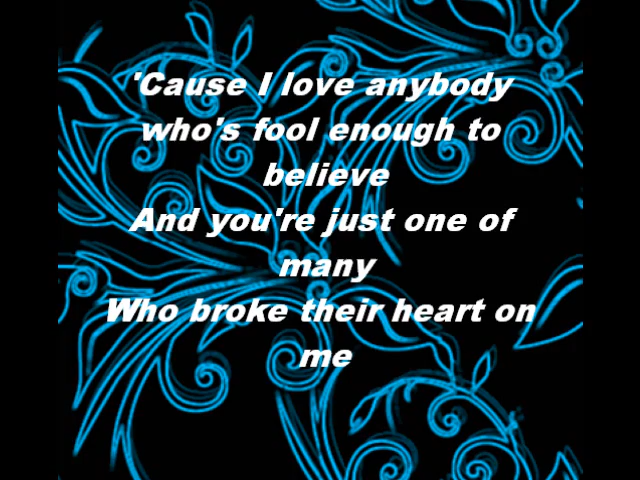 'Cause I love anybody
who's fool enough to
believe
And you're just one of
many
Who broke their heart on
me